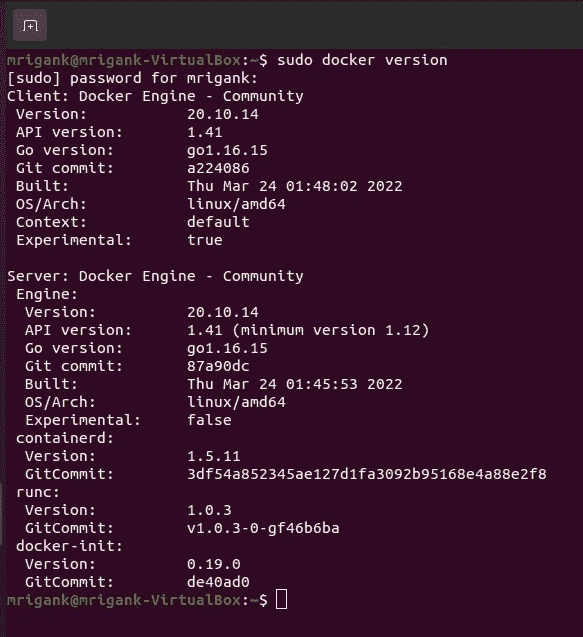 mrigank@mrigank-VirtualBox:~$ sudo docker version
[sudo] password for mrigank:
Client: Docker Engine - Community
 Version:           20.10.14
 API version:       1.41
 Go version:        go1.16.15
 Git commit:        a224086
 Built:             Thu Mar 24 01:48:02 2022
 OS/Arch:           linux/amd64
 Context:           default
 Experimental:      true

Server: Docker Engine - Community
 Engine:
  Version:          20.10.14
  API version:      1.41 (minimum version 1.12)
  Go version:       go1.16.15
  Git commit:       87a90dc
  Built:            Thu Mar 24 01:45:53 2022
  OS/Arch:          linux/amd64
  Experimental:     false
 containerd:
  Version:          1.5.11
  GitCommit:        3df54a852345ae127d1fa3092b95168e4a88e2f8
 runc:
  Version:          1.0.3
  GitCommit:        v1.0.3-0-gf46b6ba
 docker-init:
  Version:          0.19.0
  GitCommit:        de40ad0
mrigank@mrigank-VirtualBox:~$